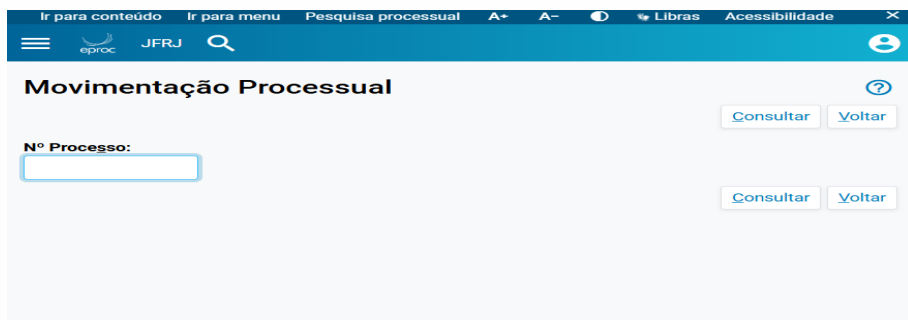 Ir para conteúdo Ir para menu Pesquisa processual A+ A− Libras Acessibilidade ×
eproc JFRJ
Movimentação Processual ?
Consultar Voltar
Nº Processo:
Consultar Voltar